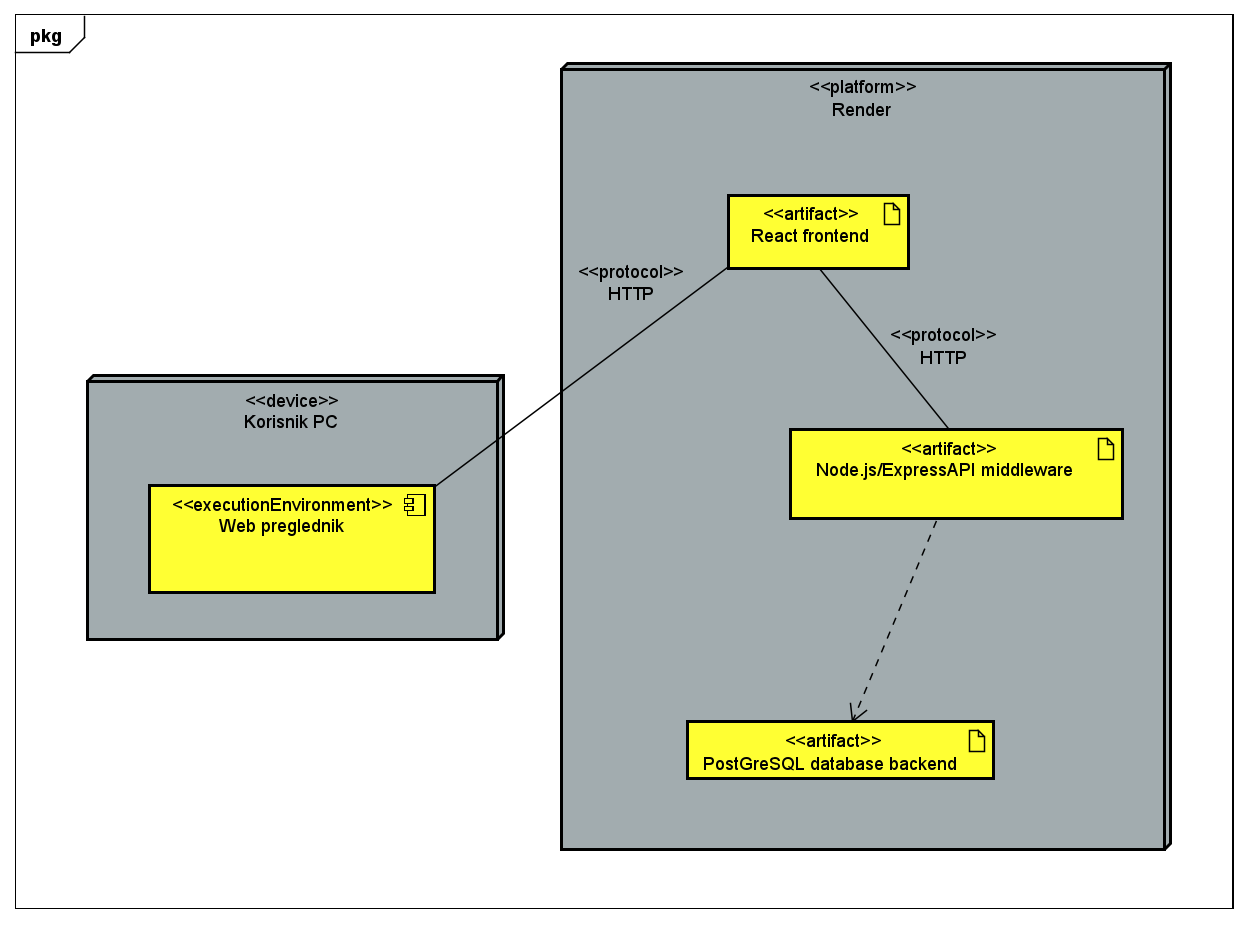 pkg
<<platform>>
Render
<<artifact>>
React frontend
<<protocol>>
HTTP
<<protocol>>
HTTP
<<device>>
Korisnik PC
<<artifact>>
Node.js/ExpressAPI middleware
<<executionEnvironment>>
Web preglednik
<<artifact>>
PostGreSQL database backend